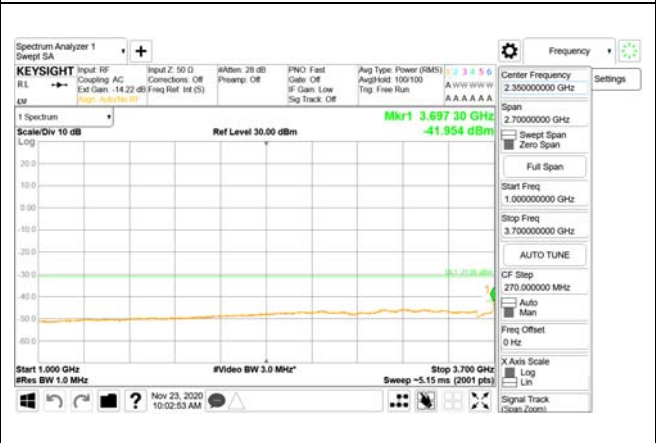 Spectrum Analyzer 1
Swept SA
Frequency
KEYSIGHT
RL
Input: RF
Coupling: AC
Ext Gain: -14.22 dB
Align: Auto/No RF
Input Z: 50 Ω
Corrections: Off
Freq Ref: Int (S)
#Atten: 28 dB
Preamp: Off
PNO: Fast
Gate: Off
IF Gain: Low
Sig Track: Off
Avg Type: Power (RMS)
Avg|Hold: 100/100
Trig: Free Run
1 2 3 4 5 6
A W W W W W
A A A A A A
Settings
Center Frequency
2.350000000 GHz
Span
2.70000000 GHz
Swept Span
Zero Span
Full Span
Start Freq
1.000000000 GHz
Stop Freq
3.700000000 GHz
AUTO TUNE
CF Step
270.000000 MHz
Auto
Man
Freq Offset
0 Hz
X Axis Scale
Log
Lin
Signal Track
(Span Zoom)
1 Spectrum
Scale/Div 10 dB
Ref Level 30.00 dBm
Mkr1 3.697 30 GHz
-41.954 dBm
Log
20.0
10.0
0.00
-10.0
-20.0
-30.0
-40.0
-50.0
-60.0
1
Start 1.000 GHz
#Res BW 1.0 MHz
#Video BW 3.0 MHz*
Stop 3.700 GHz
Sweep ~5.15 ms (2001 pts)
Nov 23, 2020
10:02:53 AM